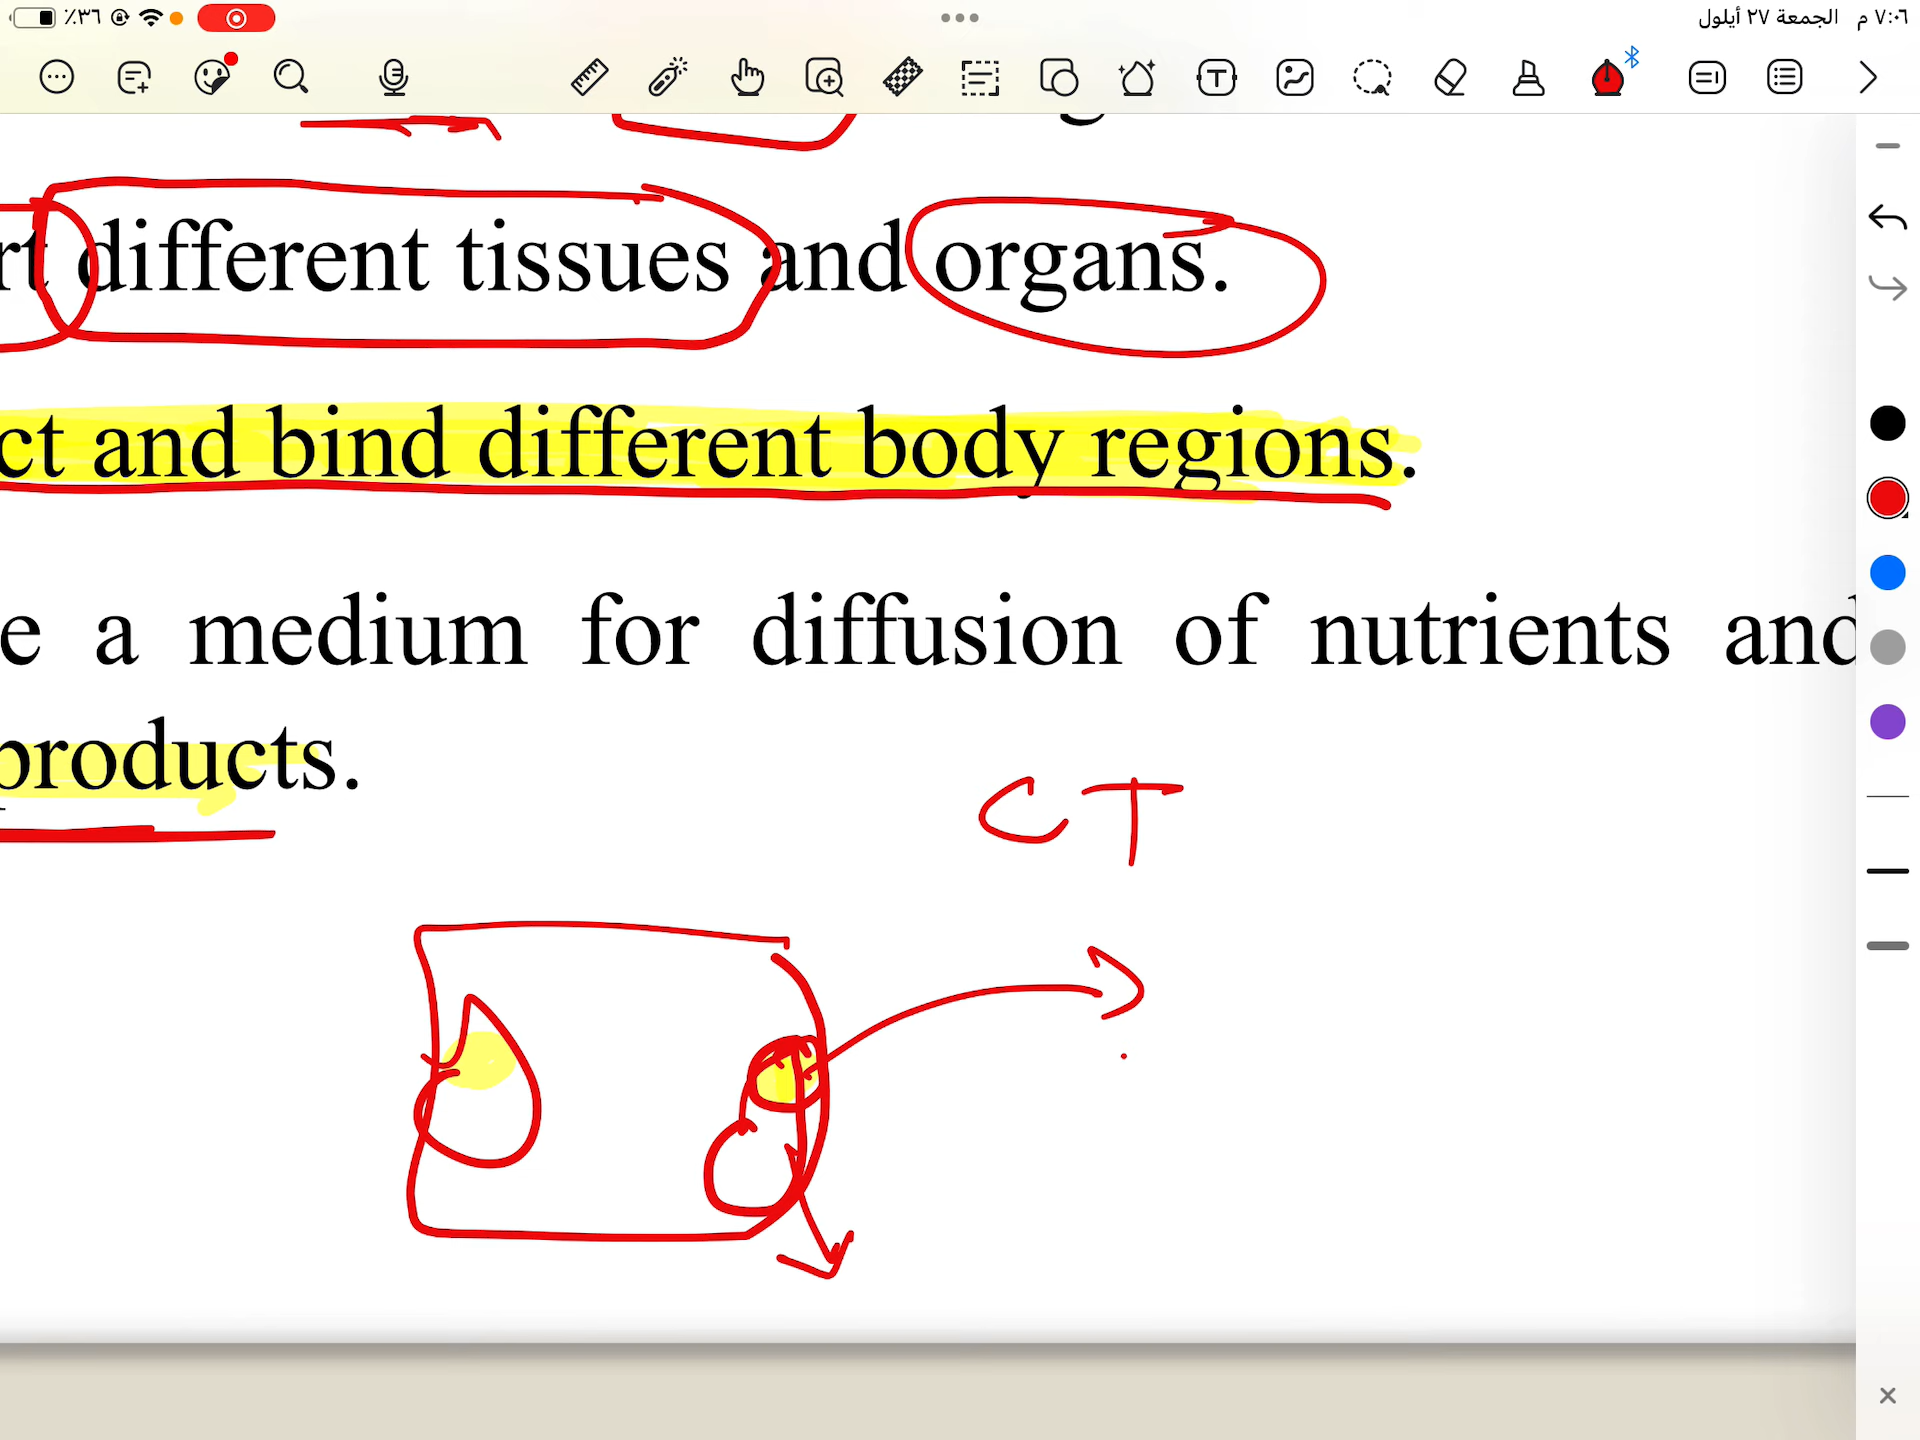 ٪٣٦
الجمعة ٢٧ أيلول ٧:٠٦ م
different tissues and organs.
and bind different body regions.
a medium for diffusion of nutrients and
products.
CT